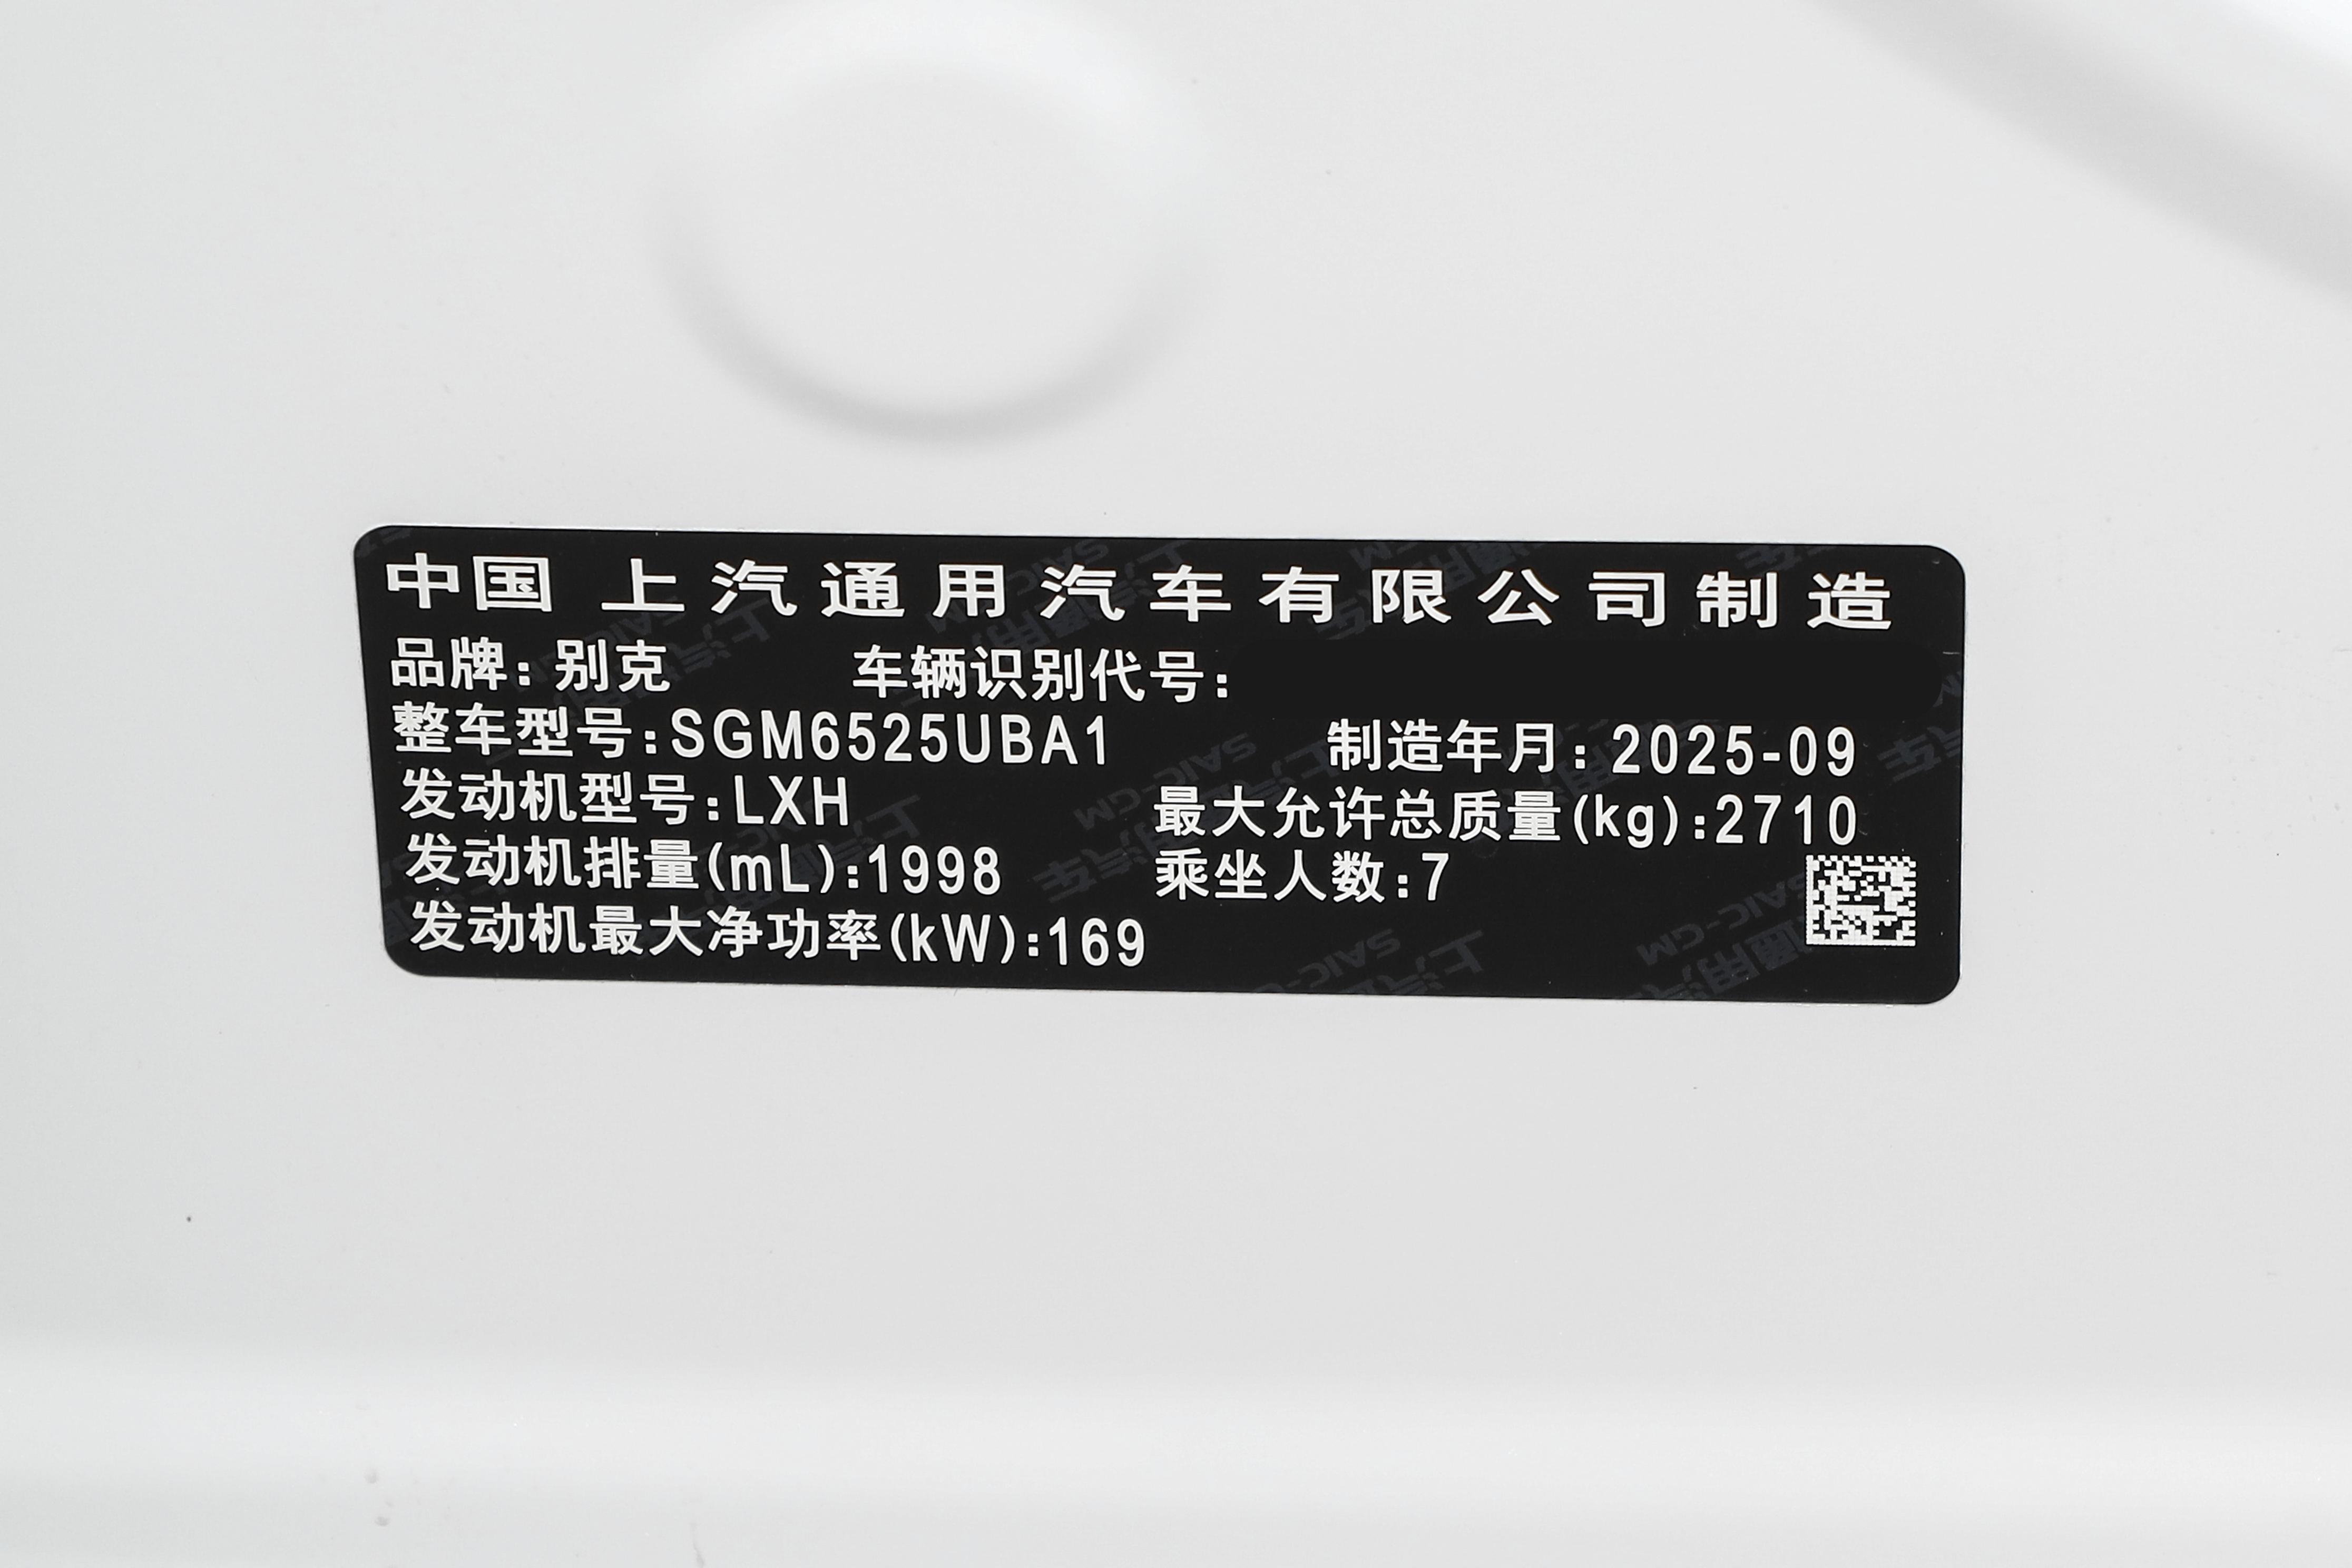 中国 上汽通用汽车有限公司制造
品牌：别克 车辆识别代号：
整车型号:SGM6525UBA1 制造年月：2025-09
发动机型号:LXH 最大允许总质量(kg):2710
发动机排量(mL):1998 乘坐人数:7
发动机最大净功率(kW):169